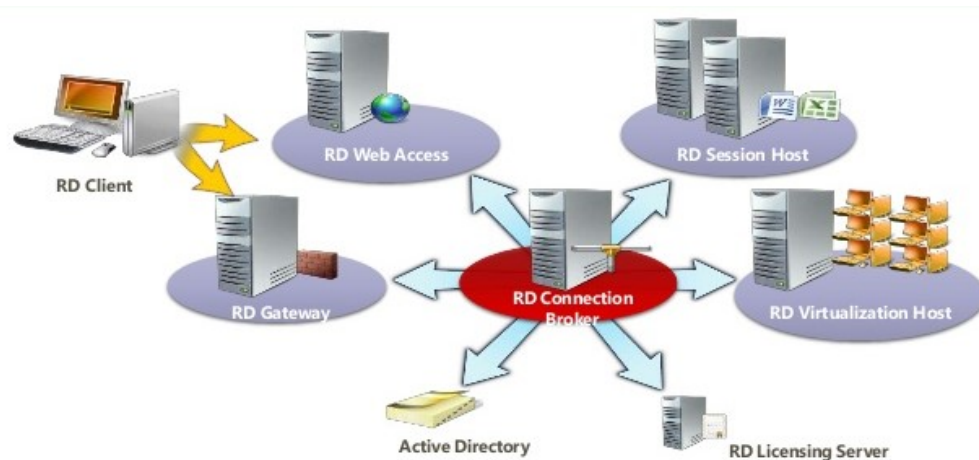 RD Client
RD Web Access
RD Session Host
RD Gateway
RD Connection
Broker
RD Virtualization Host
Active Directory
RD Licensing Server